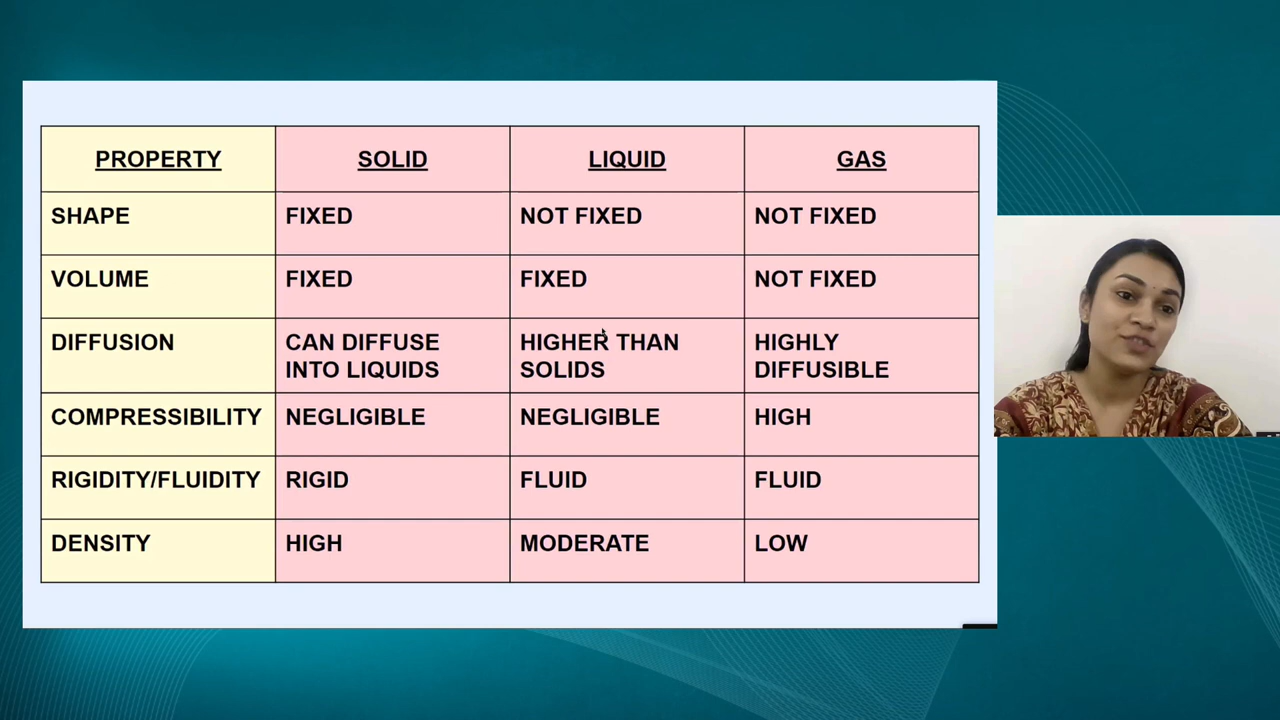 PROPERTY SOLID LIQUID GAS
SHAPE FIXED NOT FIXED NOT FIXED
VOLUME FIXED FIXED NOT FIXED
DIFFUSION CAN DIFFUSE INTO LIQUIDS HIGHER THAN SOLIDS HIGHLY DIFFUSIBLE
COMPRESSIBILITY NEGLIGIBLE NEGLIGIBLE HIGH
RIGIDITY/FLUIDITY RIGID FLUID FLUID
DENSITY HIGH MODERATE LOW